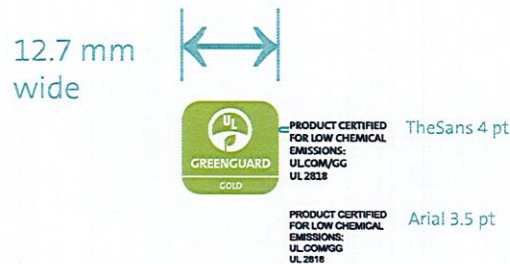 12.7 mm
wide
UL
GREENGUARD
GOLD
PRODUCT CERTIFIED
FOR LOW CHEMICAL
EMISSIONS:
UL.COM/GG
UL 2818
TheSans 4 pt
PRODUCT CERTIFIED
FOR LOW CHEMICAL
EMISSIONS:
UL.COM/GG
UL 2818
Arial 3.5 pt